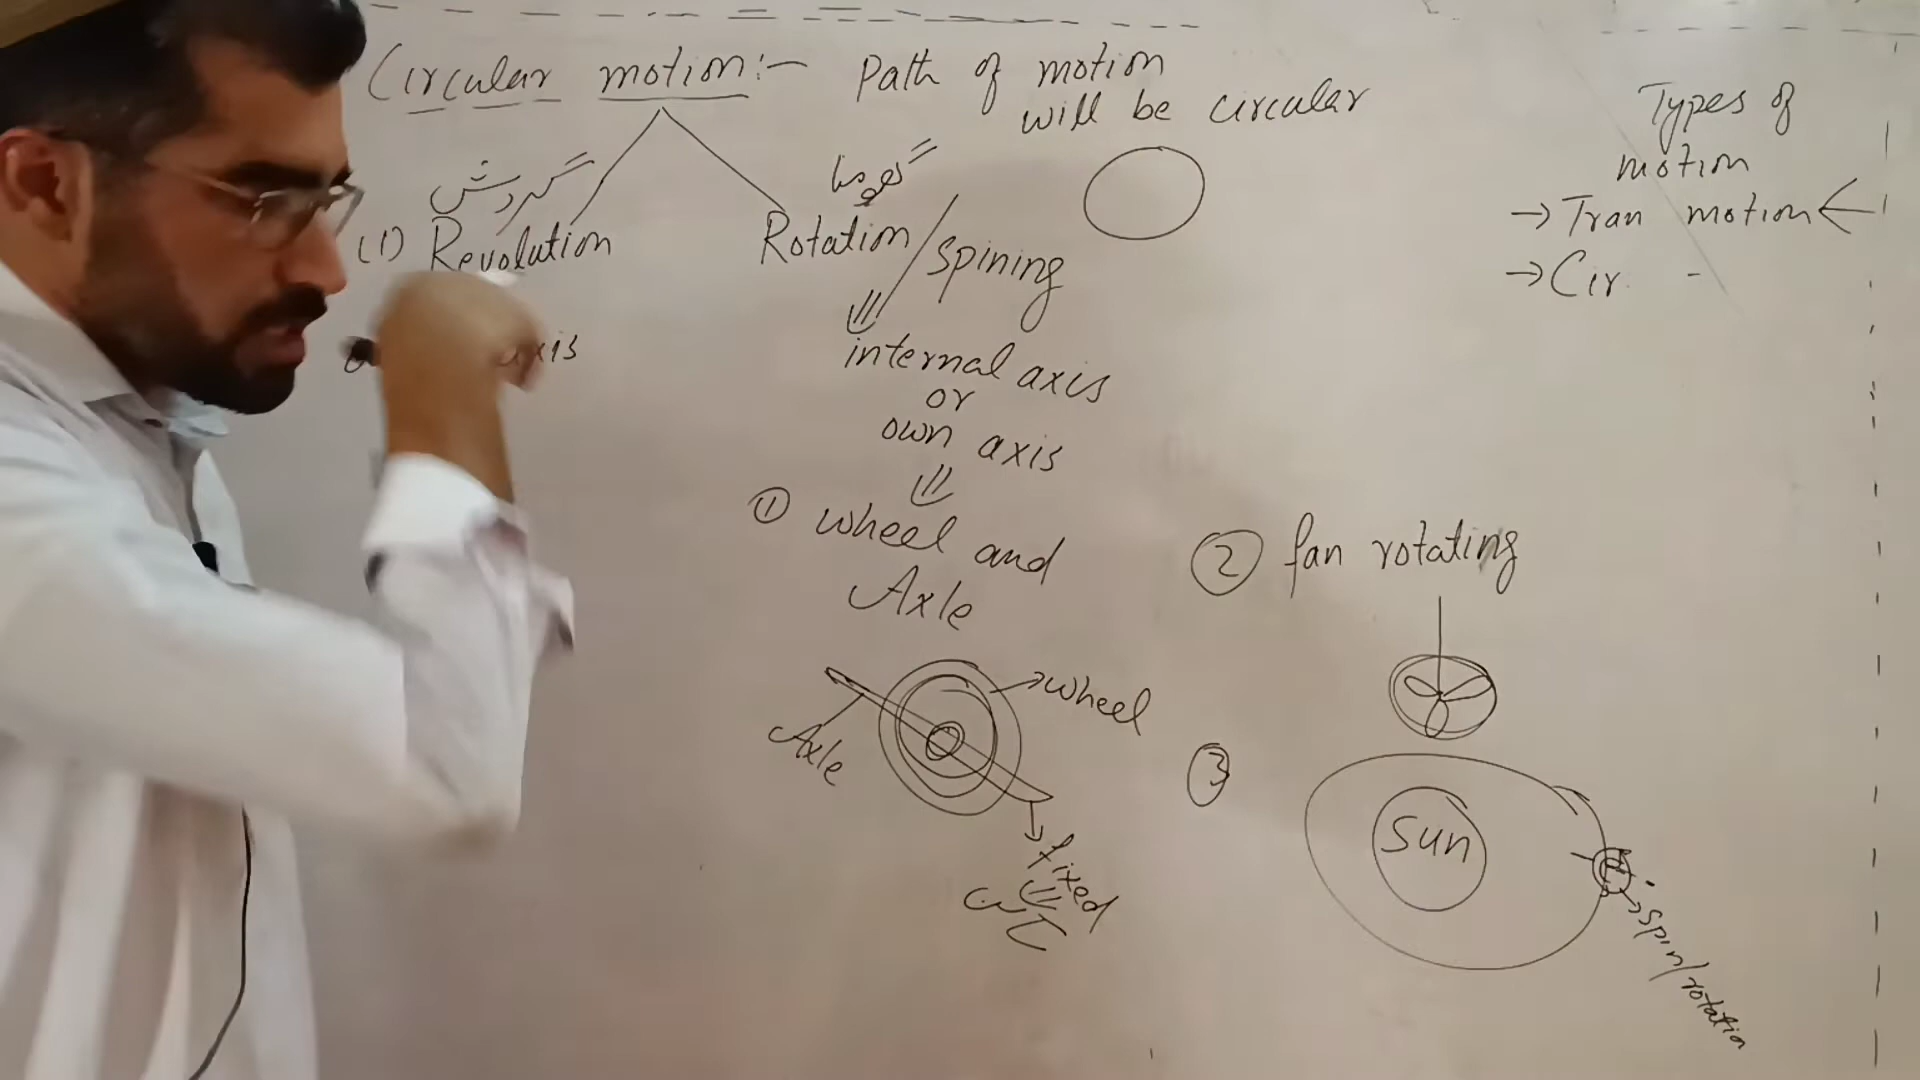 Circular motion:- Path of motion
will be circular
گردش
(1) Revolution
axis
گھومنا
Rotation / Spining
internal axis
or
own axis
① wheel and
Axle
wheel
Axle
fixed
② fan rotating
③
Sun
spin/rotation
Types of
motion
→ Tran motion ←
→ Cir. -